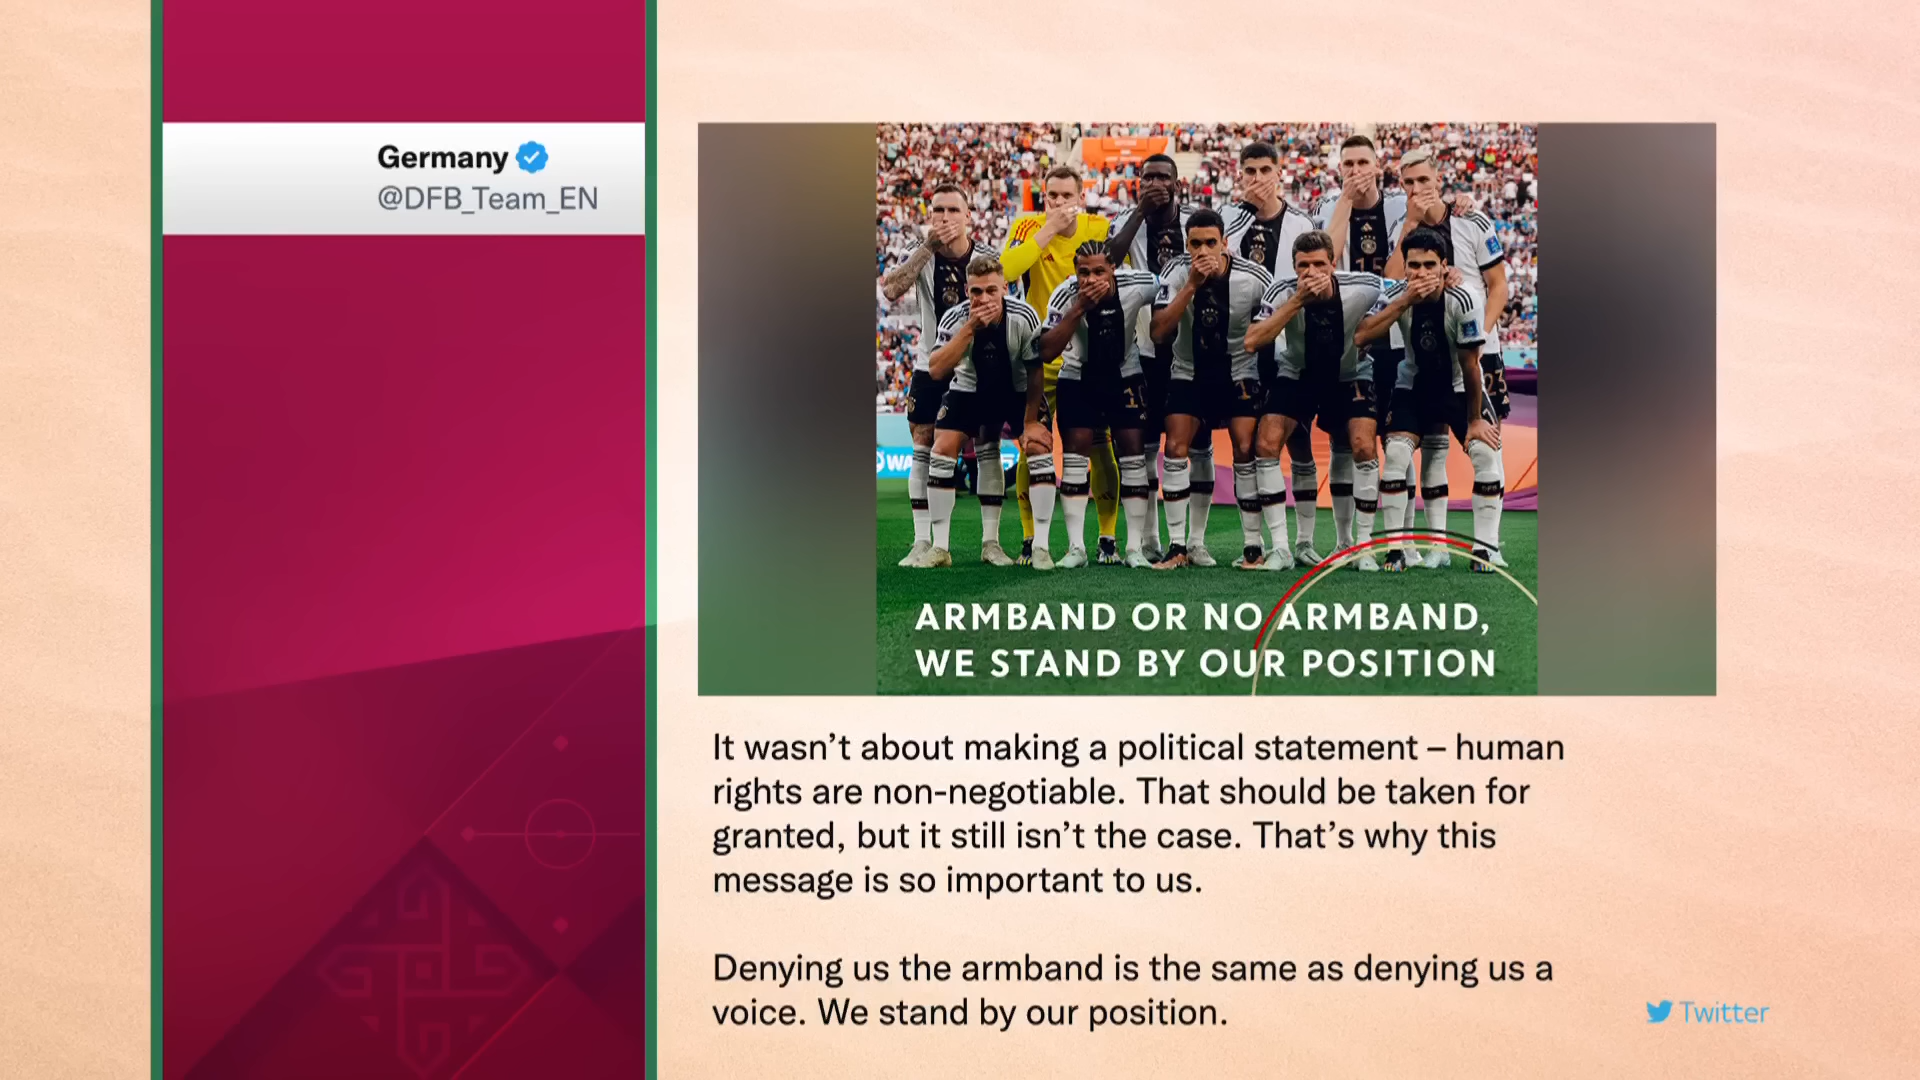 Germany
@DFB_Team_EN
ARMBAND OR NO ARMBAND,
WE STAND BY OUR POSITION
It wasn’t about making a political statement – human
rights are non-negotiable. That should be taken for
granted, but it still isn’t the case. That’s why this
message is so important to us.
Denying us the armband is the same as denying us a
voice. We stand by our position.
Twitter